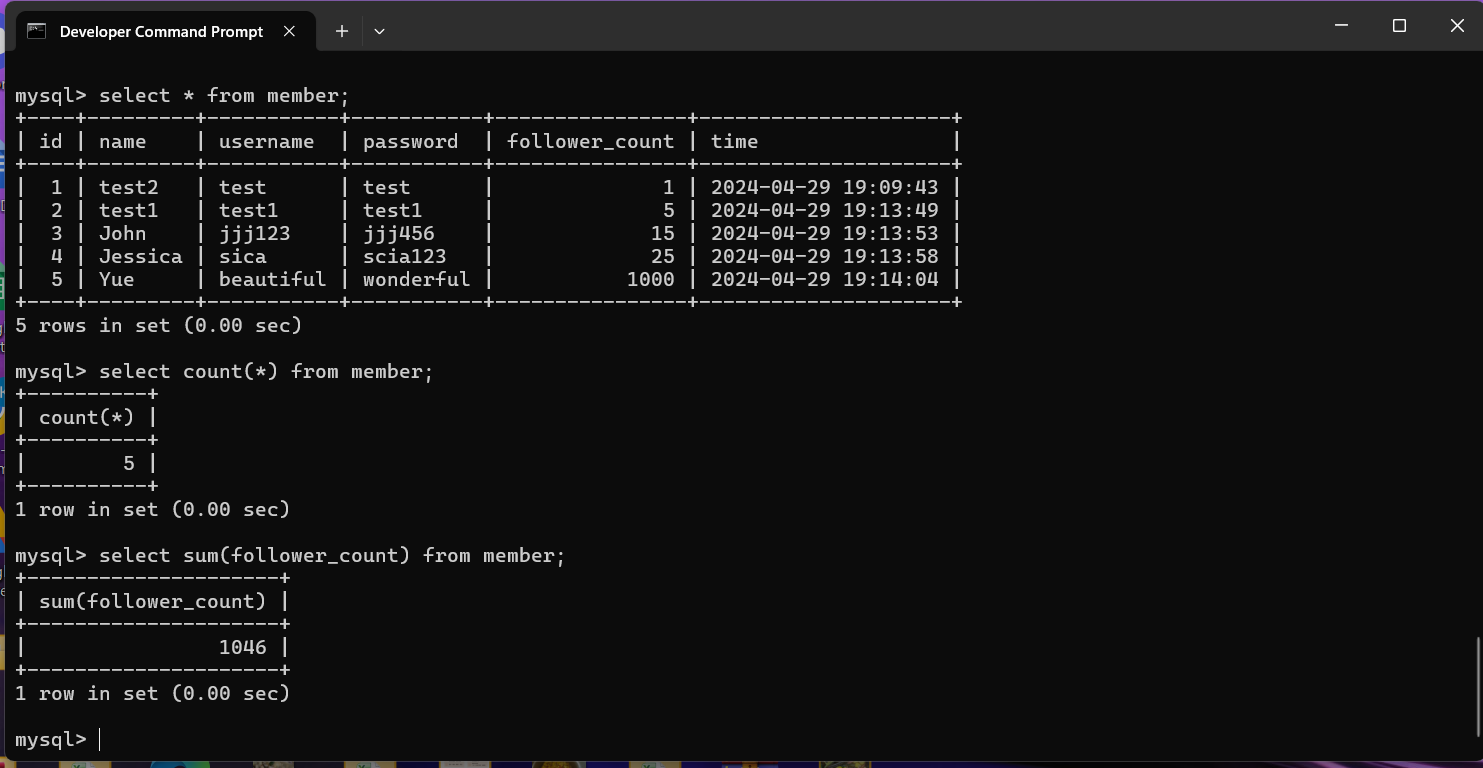 Developer Command Prompt
mysql> select * from member;
+----+---------+-----------+-----------+----------------+---------------------+
| id | name    | username  | password  | follower_count | time                |
+----+---------+-----------+-----------+----------------+---------------------+
|  1 | test2   | test      | test      |              1 | 2024-04-29 19:09:43 |
|  2 | test1   | test1     | test1     |              5 | 2024-04-29 19:13:49 |
|  3 | John    | jjj123    | jjj456    |             15 | 2024-04-29 19:13:53 |
|  4 | Jessica | sica      | scia123   |             25 | 2024-04-29 19:13:58 |
|  5 | Yue     | beautiful | wonderful |           1000 | 2024-04-29 19:14:04 |
+----+---------+-----------+-----------+----------------+---------------------+
5 rows in set (0.00 sec)
mysql> select count(*) from member;
+----------+
| count(*) |
+----------+
|        5 |
+----------+
1 row in set (0.00 sec)
mysql> select sum(follower_count) from member;
+---------------------+
| sum(follower_count) |
+---------------------+
|                1046 |
+---------------------+
1 row in set (0.00 sec)
mysql>